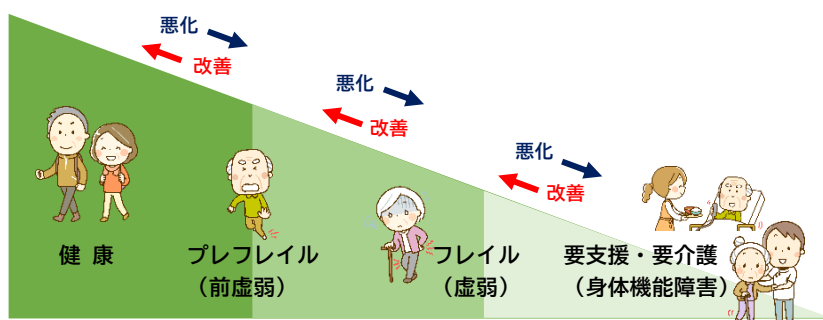 悪化
改善
悪化
改善
悪化
改善
健 康
プレフレイル
（前虚弱）
フレイル
（虚弱）
要支援・要介護
（身体機能障害）